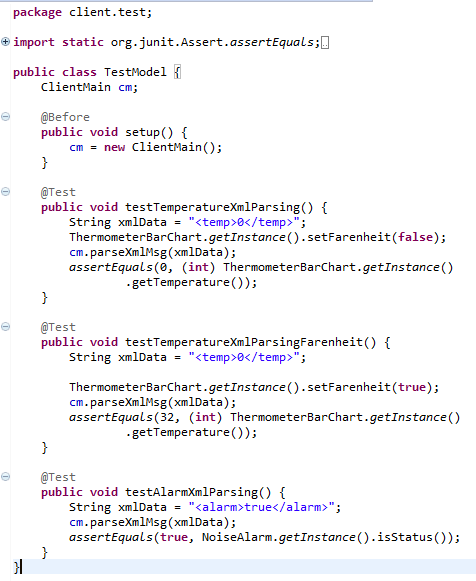 package client.test;
import static org.junit.Assert.assertEquals;
public class TestModel {
ClientMain cm;
@Before
public void setup() {
cm = new ClientMain();
}
@Test
public void testTemperatureXmlParsing() {
String xmlData = "<temp>0</temp>";
ThermometerBarChart.getInstance().setFarenheit(false);
cm.parseXmlMsg(xmlData);
assertEquals(0, (int) ThermometerBarChart.getInstance()
.getTemperature());
}
@Test
public void testTemperatureXmlParsingFarenheit() {
String xmlData = "<temp>0</temp>";
ThermometerBarChart.getInstance().setFarenheit(true);
cm.parseXmlMsg(xmlData);
assertEquals(32, (int) ThermometerBarChart.getInstance()
.getTemperature());
}
@Test
public void testAlarmXmlParsing() {
String xmlData = "<alarm>true</alarm>";
cm.parseXmlMsg(xmlData);
assertEquals(true, NoiseAlarm.getInstance().isStatus());
}
}